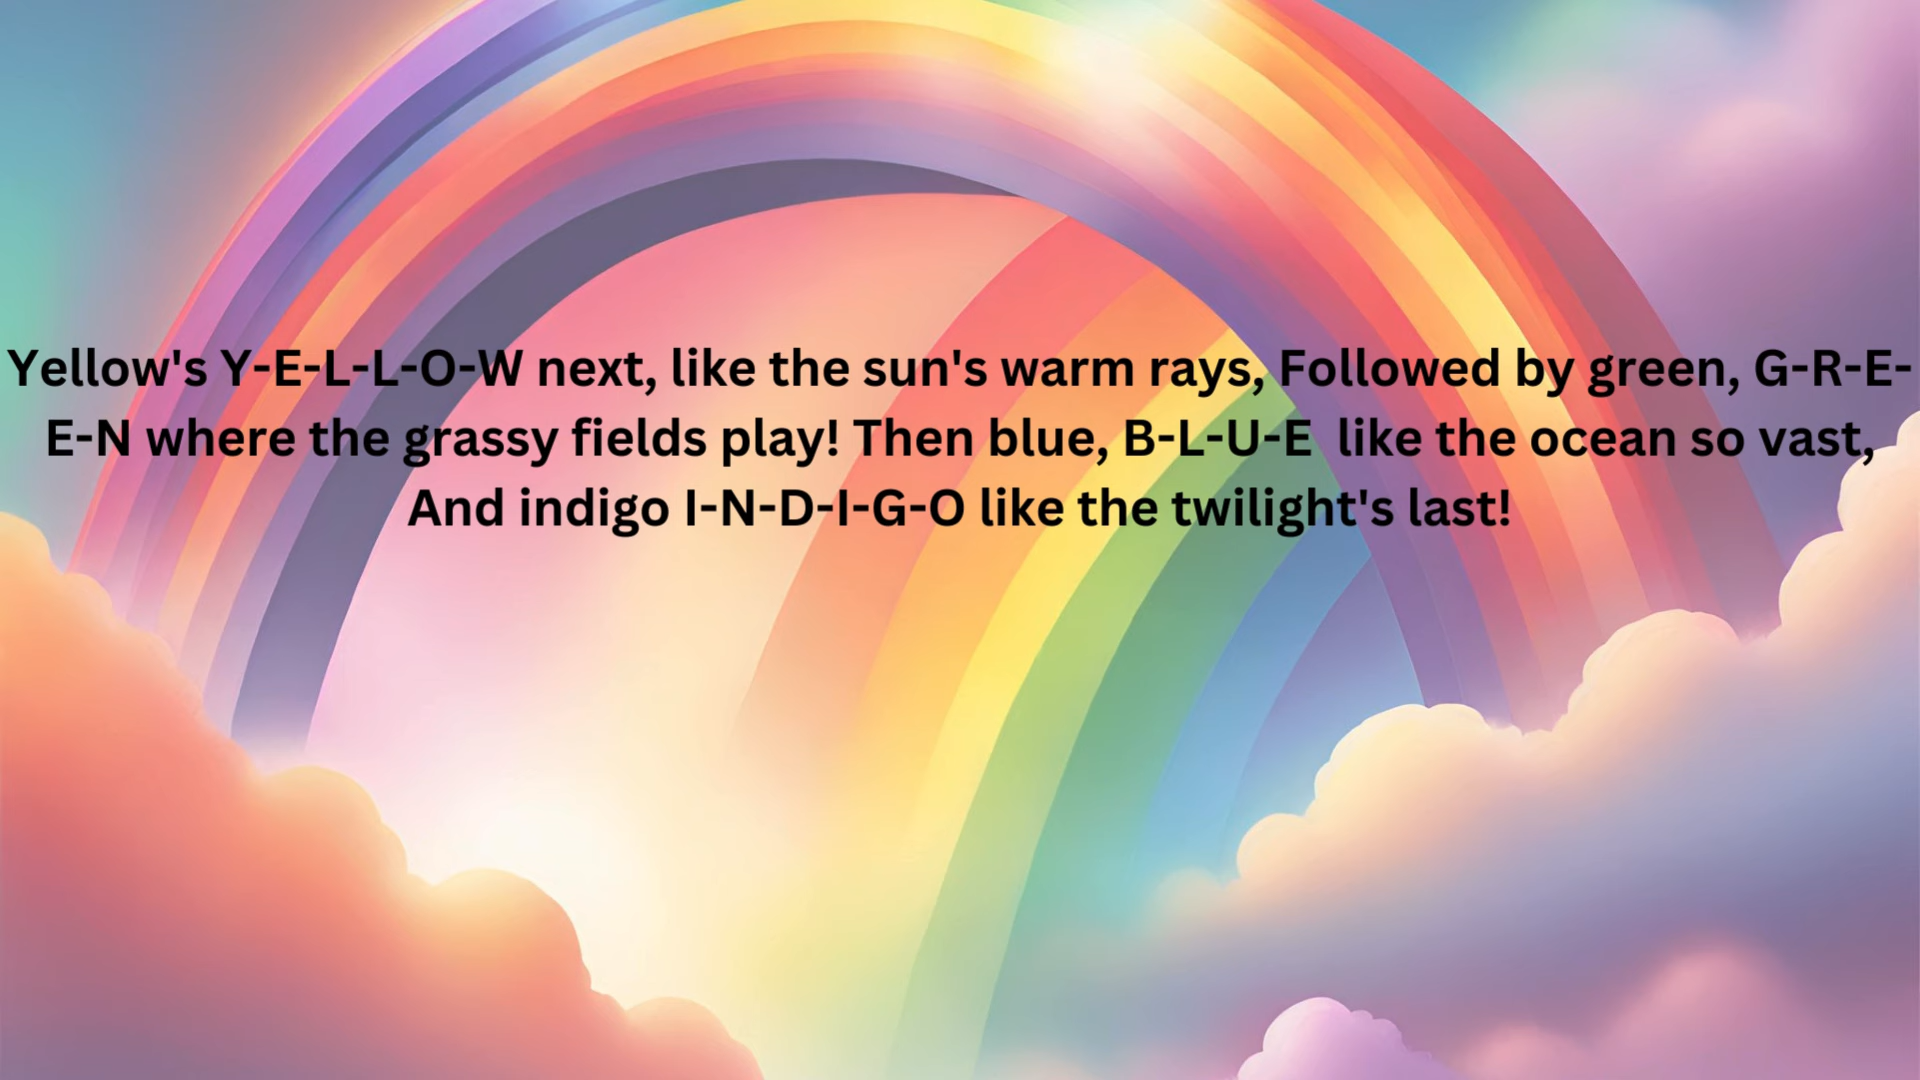 Yellow's Y-E-L-L-O-W next, like the sun's warm rays, Followed by green, G-R-E-
E-N where the grassy fields play! Then blue, B-L-U-E  like the ocean so vast,
And indigo I-N-D-I-G-O like the twilight's last!